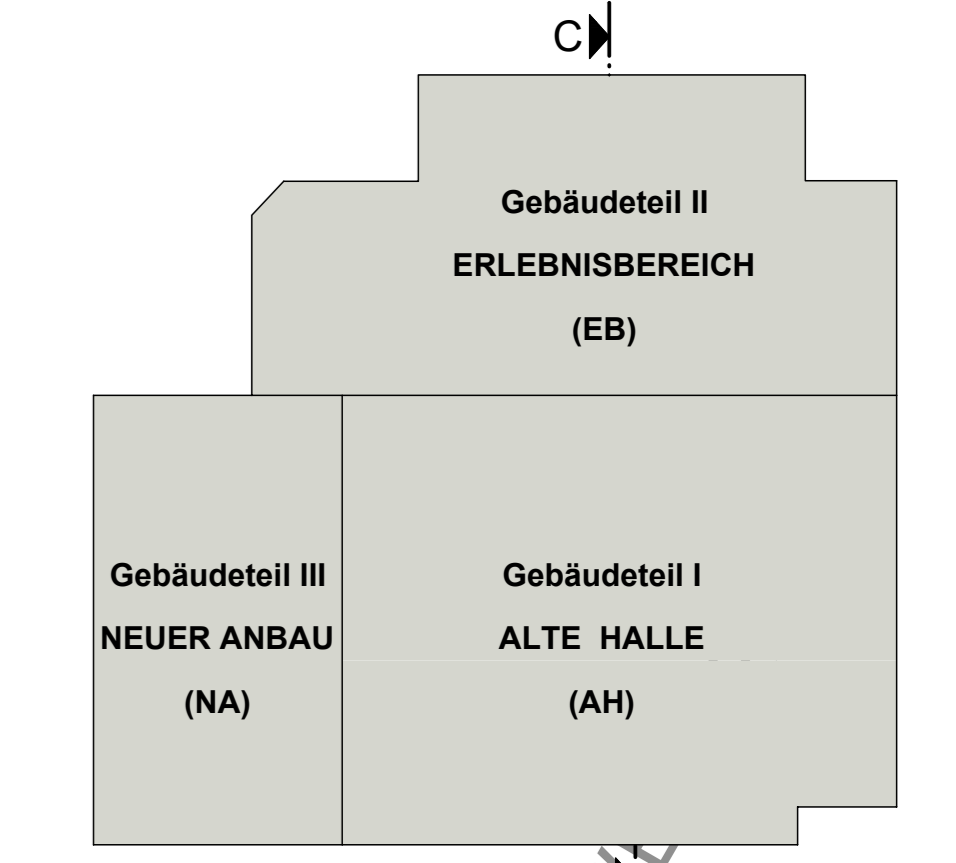 C
Gebäudeteil II
ERLEBNISBEREICH
(EB)
Gebäudeteil III
NEUER ANBAU
(NA)
Gebäudeteil I
ALTE HALLE
(AH)